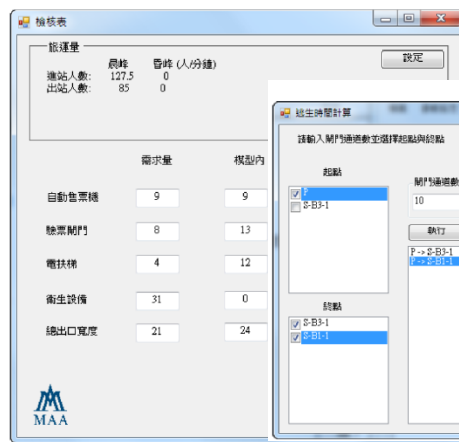 檢核表
旅運量
晨峰 昏峰 (人/分鐘)
進站人數: 127.5 0
出站人數: 85 0
設定
需求量 模型內
自動售票機 9 9
驗票閘門 8 13
電扶梯 4 12
衛生設備 31 0
總出口寬度 21 24
MAA
逃生時間計算
請輸入閘門通道數並選擇起點與終點
起點
P
S-B3-1
閘門通道數
10
執行
P -> S-B3-1
P -> S-B1-1
終點
S-B3-1
S-B1-1